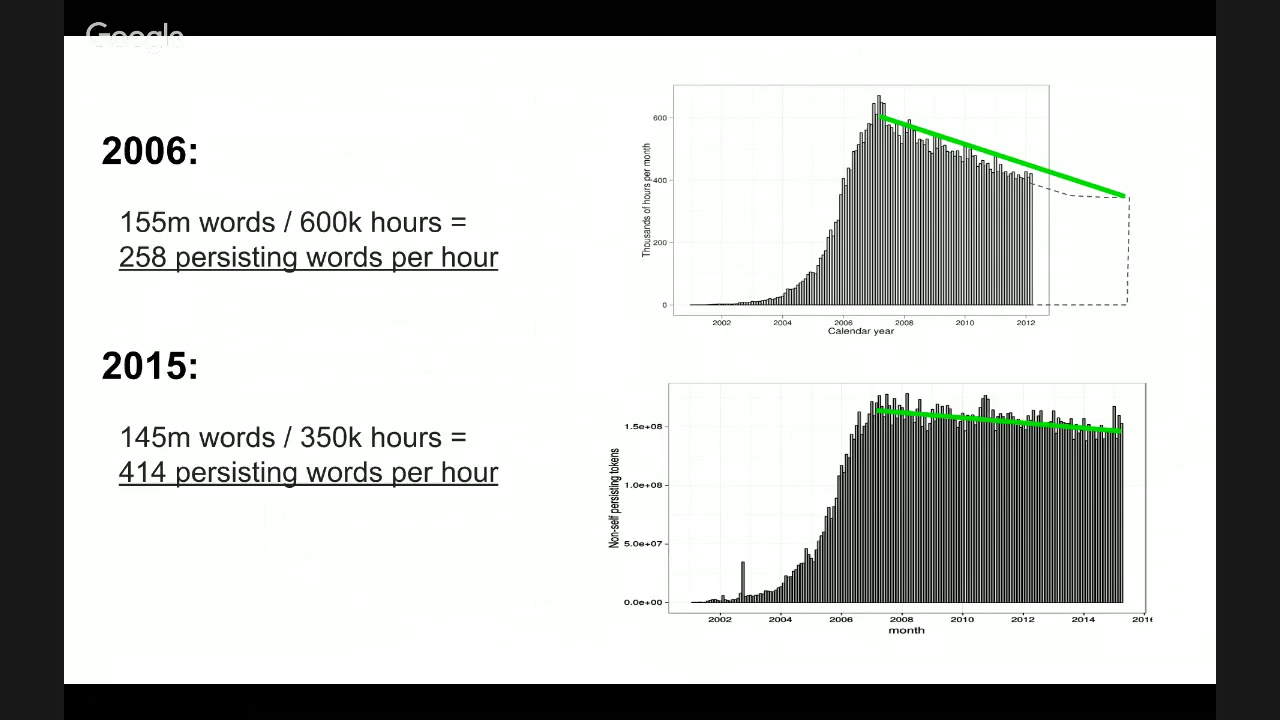 Google
2006:
155m words / 600k hours =
258 persisting words per hour
2015:
145m words / 350k hours =
414 persisting words per hour
Thousands of hours per month
600
400
200
0
2002 2004 2006 2008 2010 2012
Calendar year
Non-self persisting tokens
1.5e+08
1.0e+08
5.0e+07
0.0e+00
2002 2004 2006 2008 2010 2012 2014 2016
month